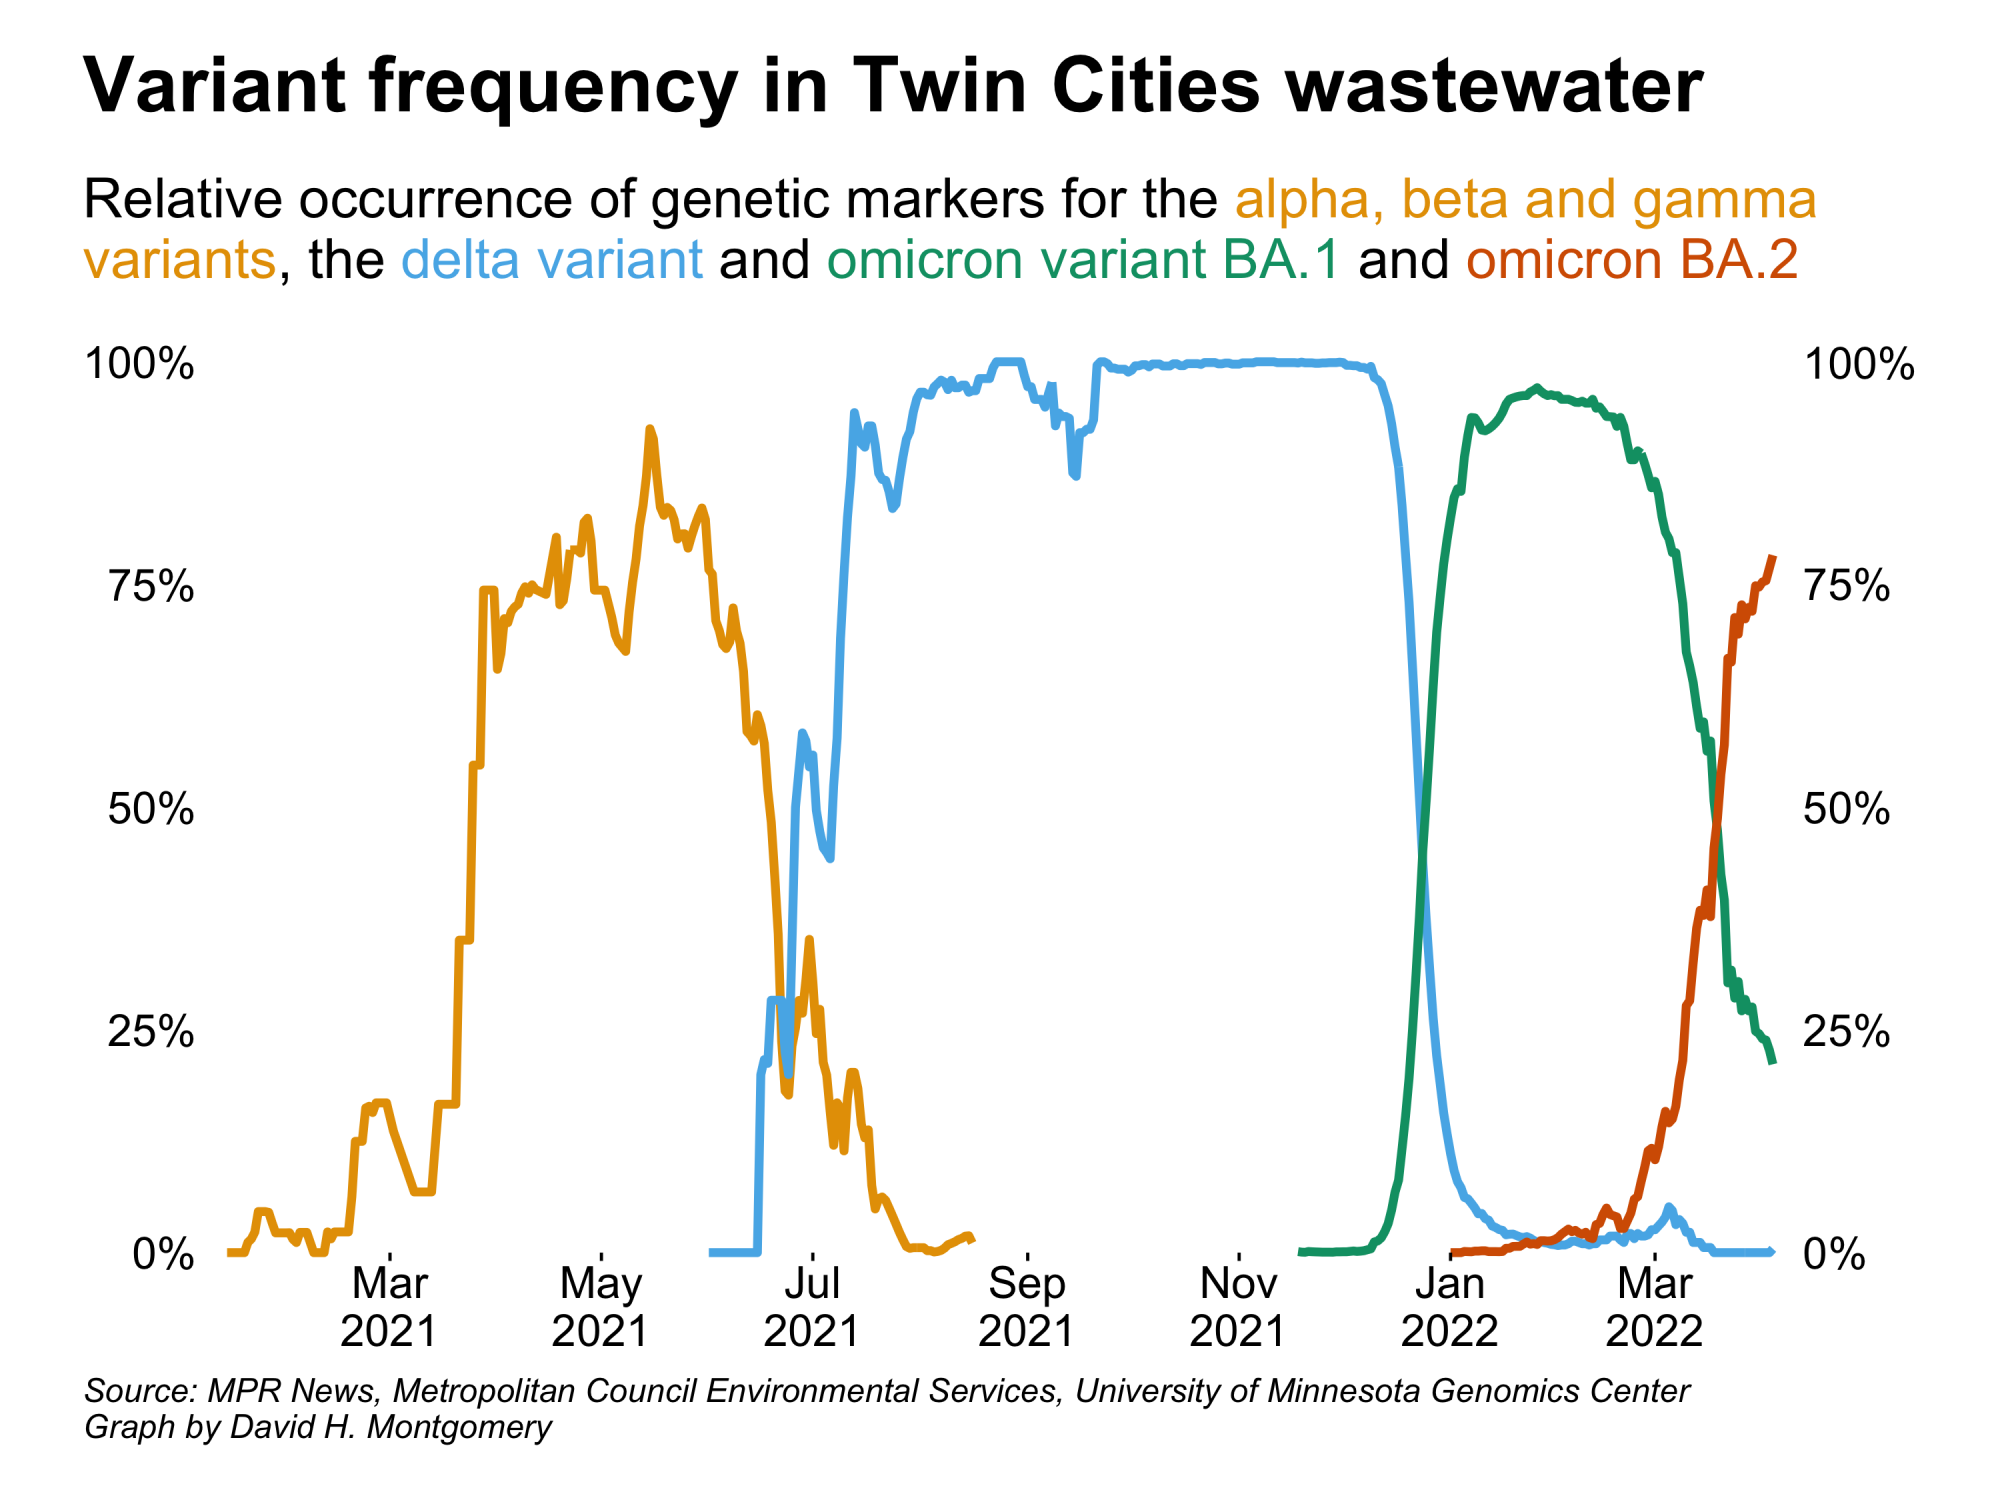 Variant frequency in Twin Cities wastewater
Relative occurrence of genetic markers for the alpha, beta and gamma
variants, the delta variant and omicron variant BA.1 and omicron BA.2
100% 100%
75% 75%
50% 50%
25% 25%
0% 0%
Mar May Jul Sep Nov Jan Mar
2021 2021 2021 2021 2021 2022 2022
Source: MPR News, Metropolitan Council Environmental Services, University of Minnesota Genomics Center
Graph by David H. Montgomery